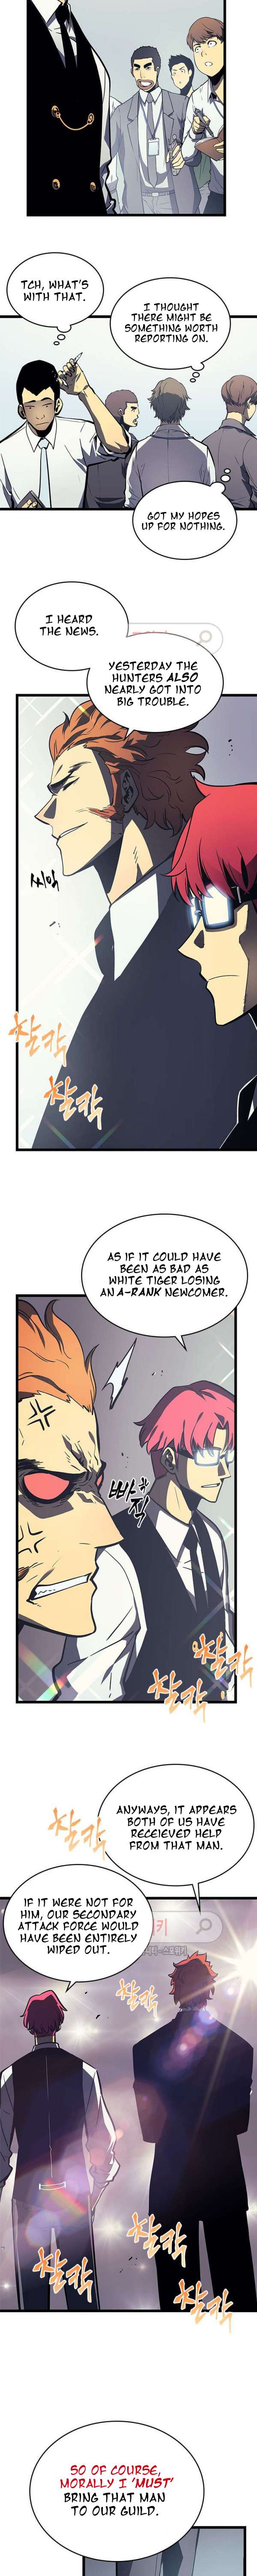 TCH, WHAT'S
WITH THAT.
I THOUGHT
THERE MIGHT BE
SOMETHING WORTH
REPORTING ON.
GOT MY HOPES
UP FOR NOTHING.
I HEARD
THE NEWS.
YESTERDAY THE
HUNTERS ALSO
NEARLY GOT INTO
BIG TROUBLE.
씨익
찰칵
찰칵
AS IF IT COULD HAVE
BEEN AS BAD AS
WHITE TIGER LOSING
AN A-RANK NEWCOMER.
빠직
찰칵
찰칵
ANYWAYS, IT APPEARS
BOTH OF US HAVE
RECEIEVED HELP
FROM THAT MAN.
찰칵
IF IT WERE NOT FOR
HIM, OUR SECONDARY
ATTACK FORCE WOULD
HAVE BEEN ENTIRELY
WIPED OUT.
찰칵
찰칵
찰칵
찰칵
SO OF COURSE,
MORALLY I 'MUST'
BRING THAT MAN
TO OUR GUILD.